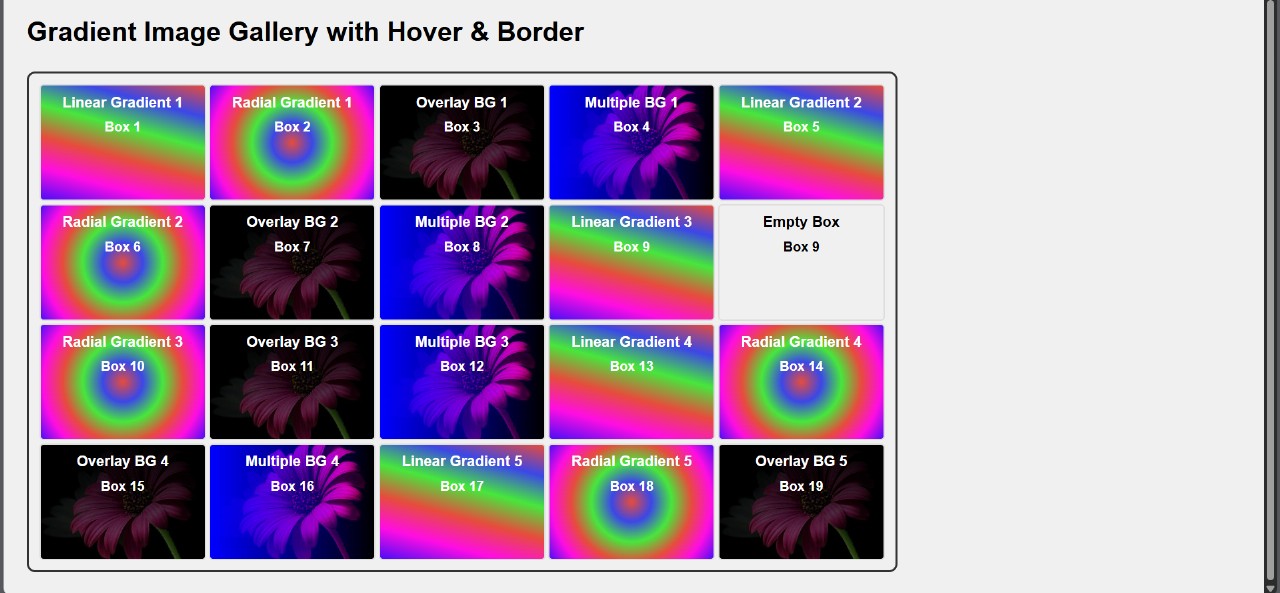 Gradient Image Gallery with Hover & Border
Linear Gradient 1
Box 1
Radial Gradient 1
Box 2
Overlay BG 1
Box 3
Multiple BG 1
Box 4
Linear Gradient 2
Box 5
Radial Gradient 2
Box 6
Overlay BG 2
Box 7
Multiple BG 2
Box 8
Linear Gradient 3
Box 9
Empty Box
Box 9
Radial Gradient 3
Box 10
Overlay BG 3
Box 11
Multiple BG 3
Box 12
Linear Gradient 4
Box 13
Radial Gradient 4
Box 14
Overlay BG 4
Box 15
Multiple BG 4
Box 16
Linear Gradient 5
Box 17
Radial Gradient 5
Box 18
Overlay BG 5
Box 19